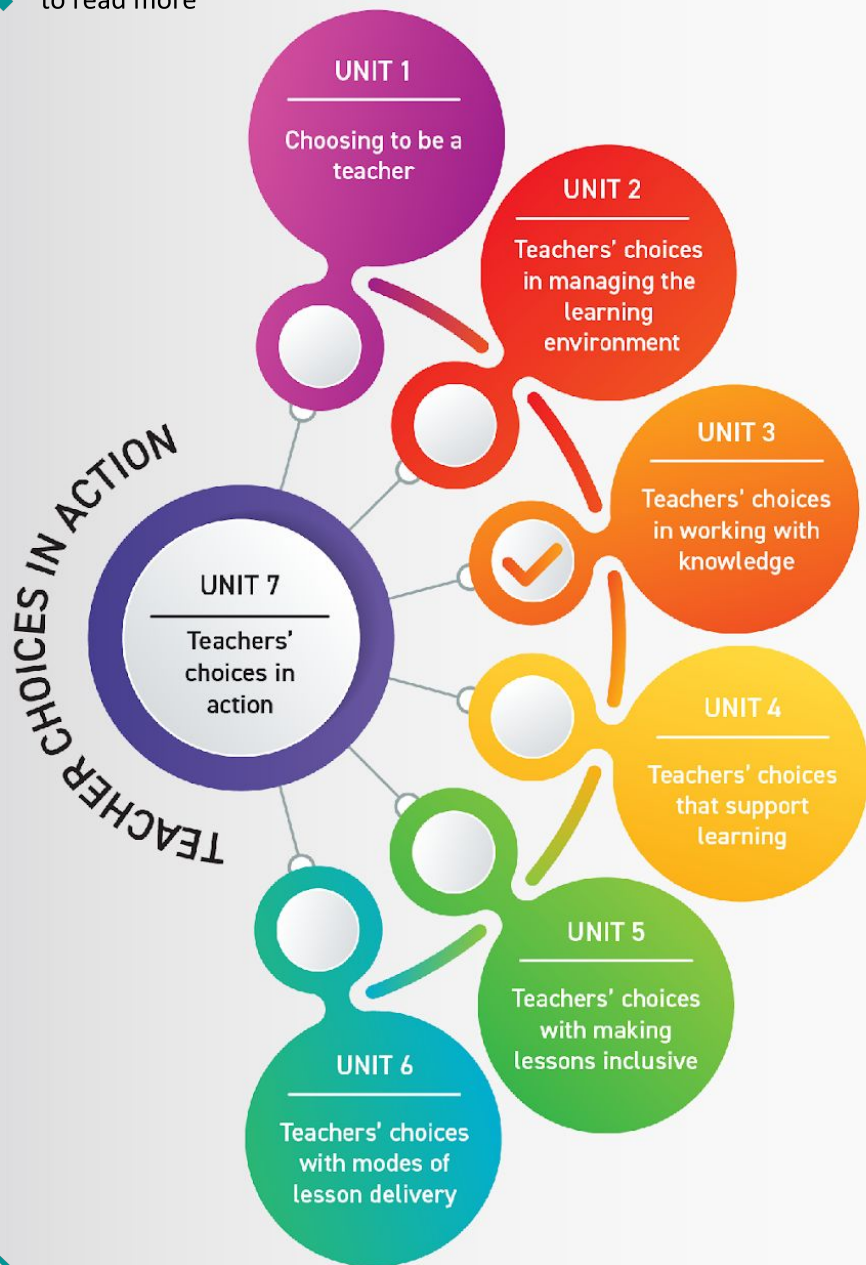 to read more
UNIT 1
Choosing to be a
teacher
UNIT 2
Teachers’ choices
in managing the
learning
environment
UNIT 3
Teachers’ choices
in working with
knowledge
TEACHER CHOICES IN ACTION
UNIT 7
Teachers’
choices in
action
UNIT 4
Teachers’ choices
that support
learning
UNIT 5
Teachers’ choices
with making
lessons inclusive
UNIT 6
Teachers’ choices
with modes of
lesson delivery